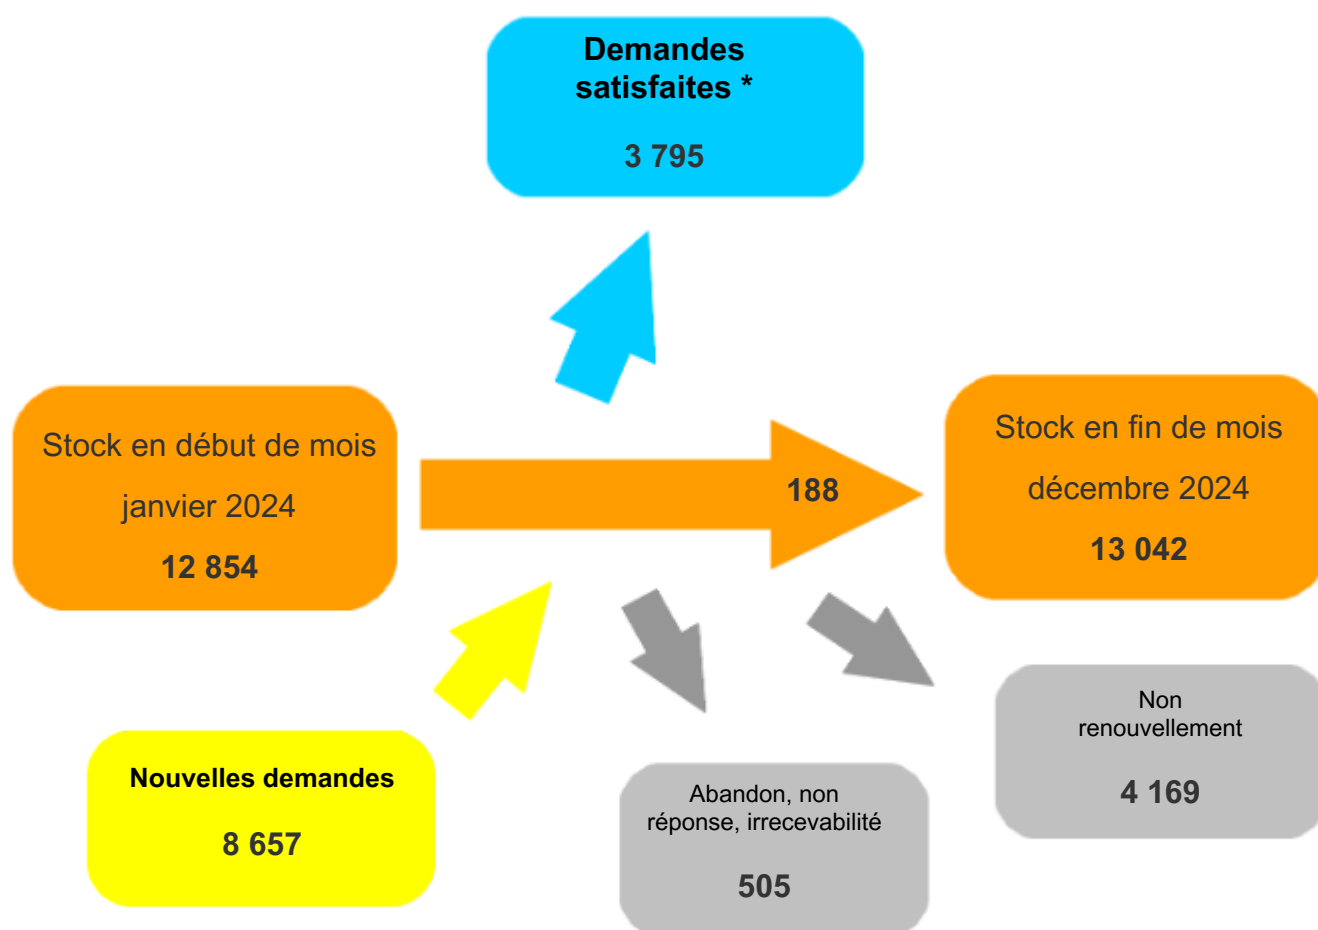 Demandes
satisfaites *
3 795
Stock en début de mois
janvier 2024
12 854
188
Stock en fin de mois
décembre 2024
13 042
Nouvelles demandes
8 657
Abandon, non
réponse, irrecevabilité
505
Non
renouvellement
4 169